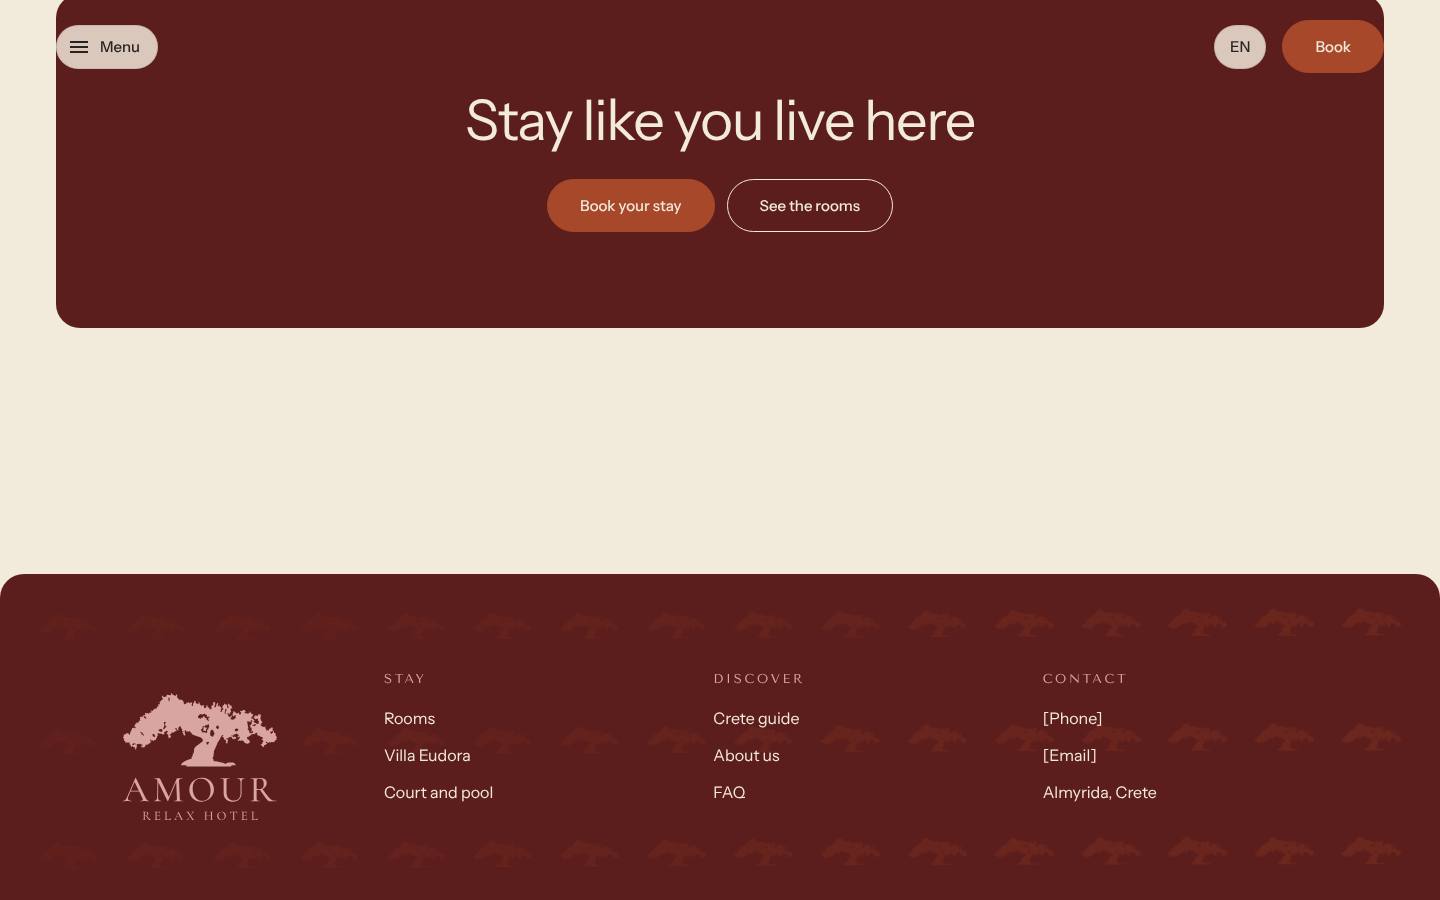 Menu
EN
Book
Stay like you live here
Book your stay
See the rooms
STAY
Rooms
Villa Eudora
Court and pool
DISCOVER
Crete guide
About us
FAQ
CONTACT
[Phone]
[Email]
Almyrida, Crete
AMOUR
RELAX HOTEL